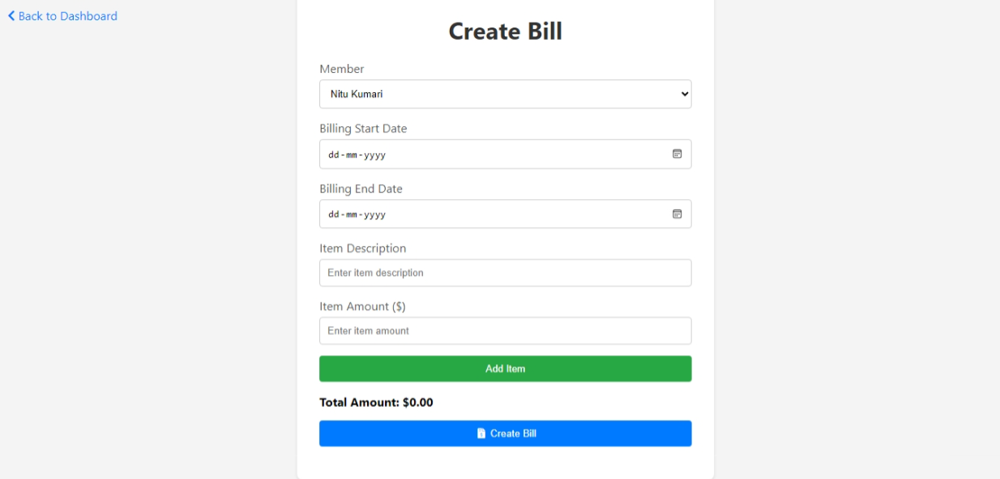 Back to Dashboard
Create Bill
Member
Nitu Kumari
Billing Start Date
dd-mm-yyyy
Billing End Date
dd-mm-yyyy
Item Description
Enter item description
Item Amount ($)
Enter item amount
Add Item
Total Amount: $0.00
Create Bill